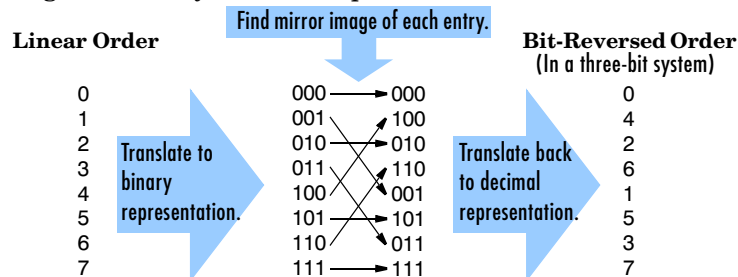 Find mirror image of each entry.
Linear Order
Bit-Reversed Order
(In a three-bit system)
0 000 000 0
1 001 100 4
2 010 010 2
3 011 110 6
4 100 001 1
5 101 101 5
6 110 011 3
7 111 111 7
Translate to
binary
representation.
Translate back
to decimal
representation.